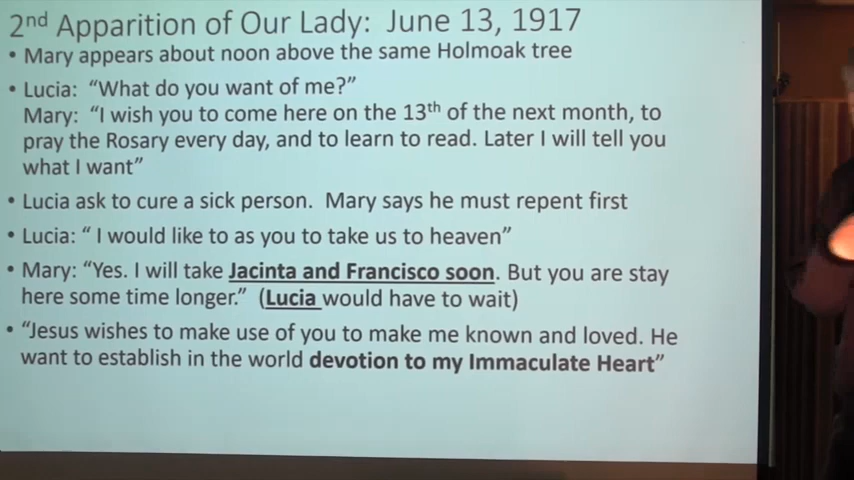 2nd Apparition of Our Lady: June 13, 1917
• Mary appears about noon above the same Holmoak tree
• Lucia: “What do you want of me?”
Mary: “I wish you to come here on the 13th of the next month, to
pray the Rosary every day, and to learn to read. Later I will tell you
what I want”
• Lucia ask to cure a sick person. Mary says he must repent first
• Lucia: “ I would like to as you to take us to heaven”
• Mary: “Yes. I will take Jacinta and Francisco soon. But you are stay
here some time longer.” (Lucia would have to wait)
• “Jesus wishes to make use of you to make me known and loved. He
want to establish in the world devotion to my Immaculate Heart”